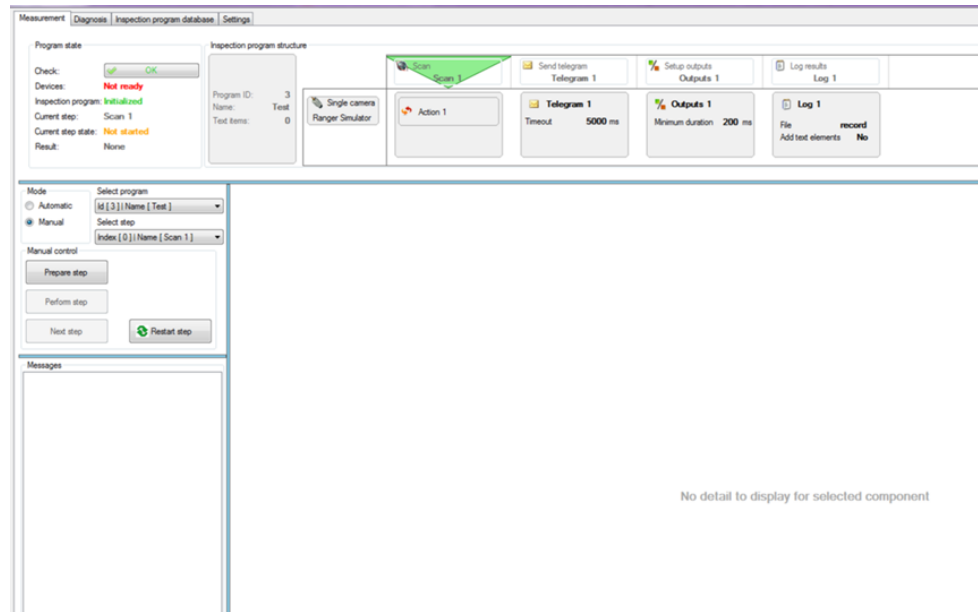 Measurement Diagnosis Inspection program database Settings
Program state
Check: OK
Devices: Not ready
Inspection program: Initialized
Current step: Scan 1
Current step state: Not started
Result: None
Inspection program structure
Program ID: 3
Name: Test
Text items: 0
Single camera
Ranger Simulator
Scan
Scan 1
Action 1
Send telegram
Telegram 1
Telegram 1
Timeout 5000 ms
Setup outputs
Outputs 1
Outputs 1
Minimum duration 200 ms
Log results
Log 1
Log 1
File record
Add text elements No
Mode
Automatic
Manual
Select program
Id [ 3 ] | Name [ Test ]
Select step
Index [ 0 ] | Name [ Scan 1 ]
Manual control
Prepare step
Perform step
Next step Restart step
Messages
No detail to display for selected component